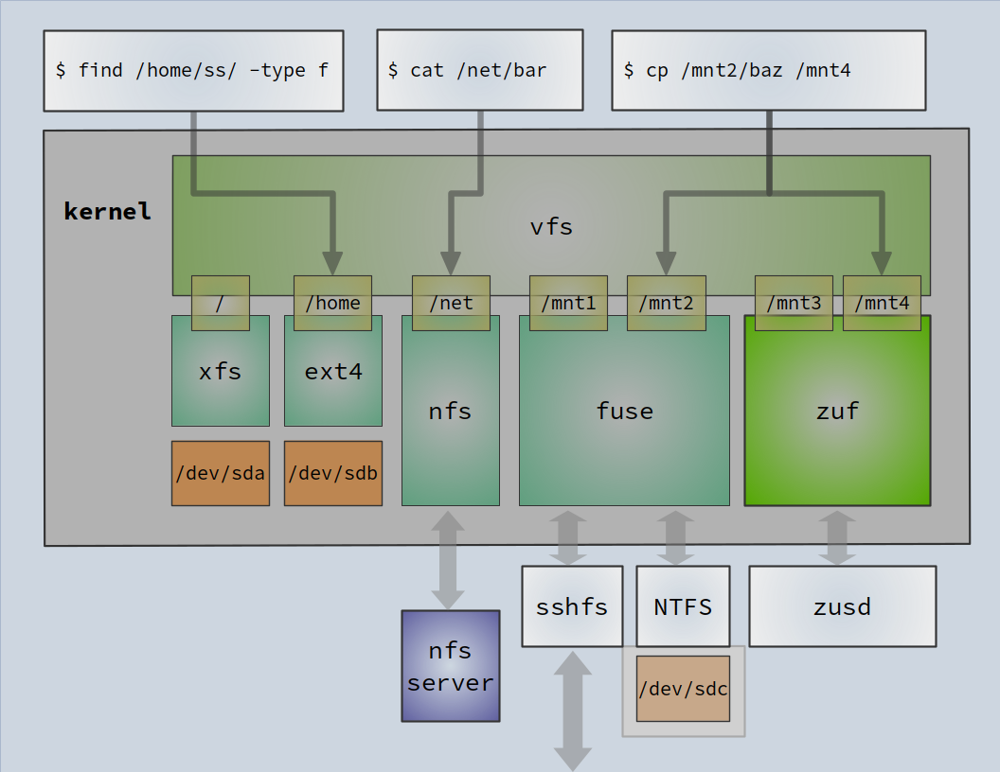 $ find /home/ss/ -type f
$ cat /net/bar
$ cp /mnt2/baz /mnt4
kernel
vfs
/
/home
/net
/mnt1
/mnt2
/mnt3
/mnt4
xfs
ext4
nfs
fuse
zuf
/dev/sda
/dev/sdb
sshfs
NTFS
zusd
nfs
server
/dev/sdc